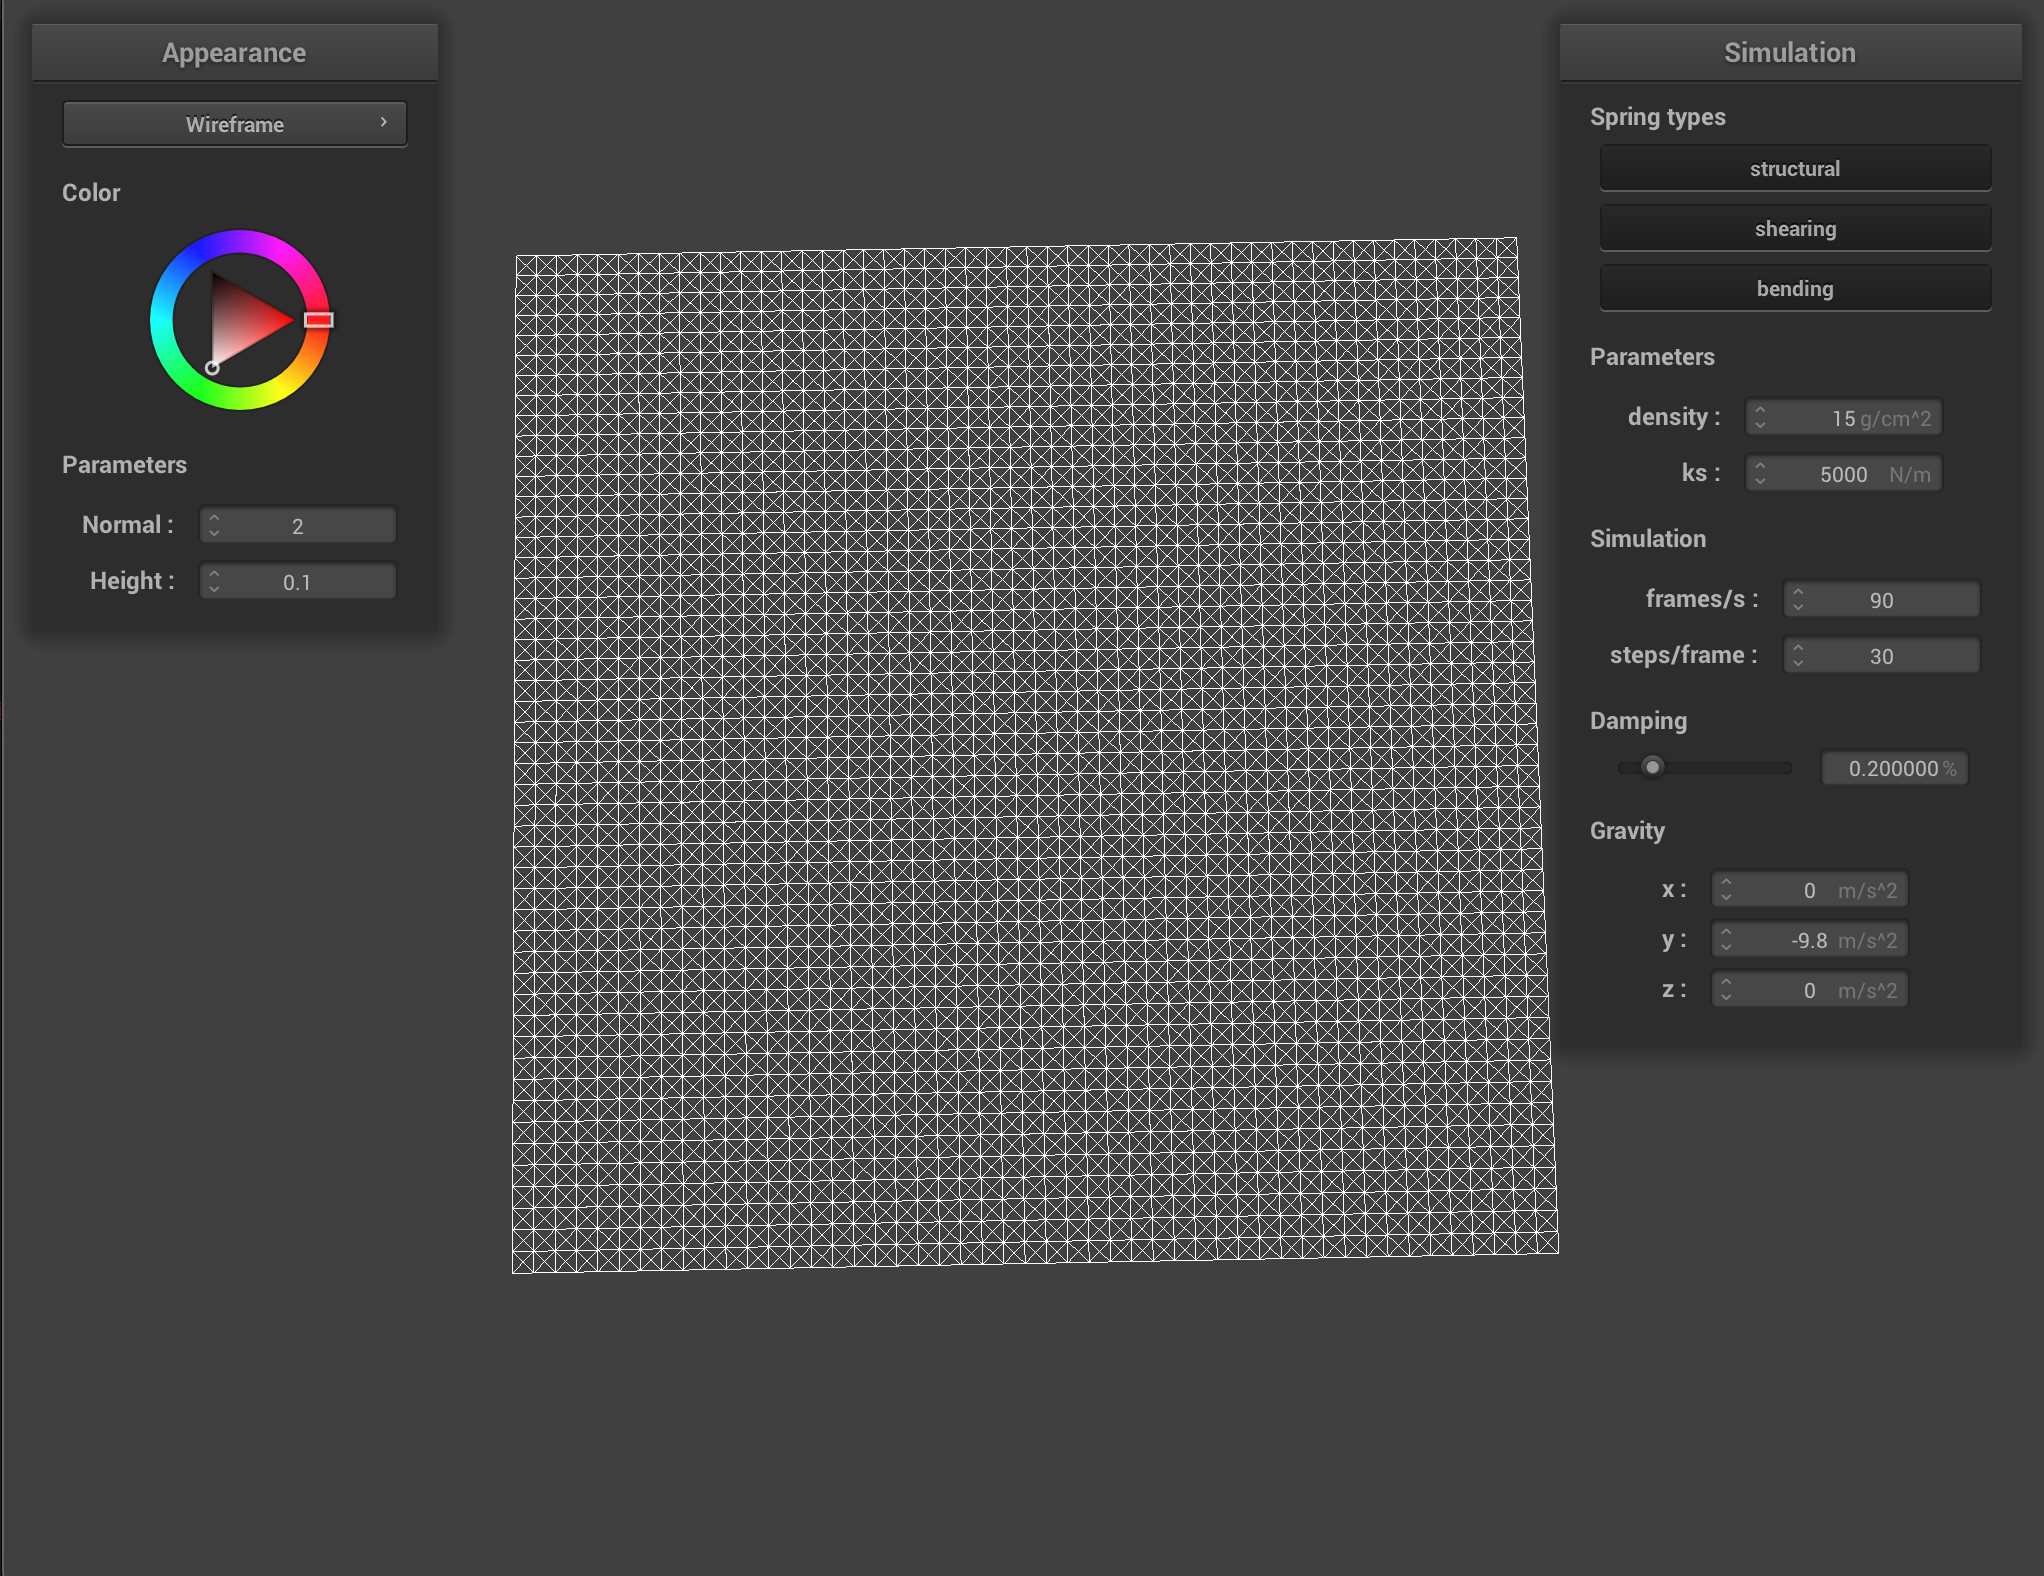 Appearance
Wireframe
Color
Parameters
Normal : 2
Height : 0.1
Simulation
Spring types
structural
shearing
bending
Parameters
density : 15 g/cm^2
ks : 5000 N/m
Simulation
frames/s : 90
steps/frame : 30
Damping
0.200000 %
Gravity
x : 0 m/s^2
y : -9.8 m/s^2
z : 0 m/s^2